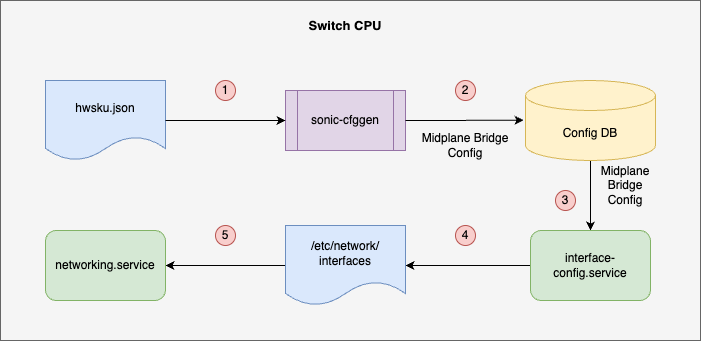 Switch CPU
1
2
hwsku.json
sonic-cfggen
Config DB
Midplane Bridge
Config
Midplane
Bridge
Config
3
5
4
networking.service
/etc/network/
interfaces
interface-
config.service